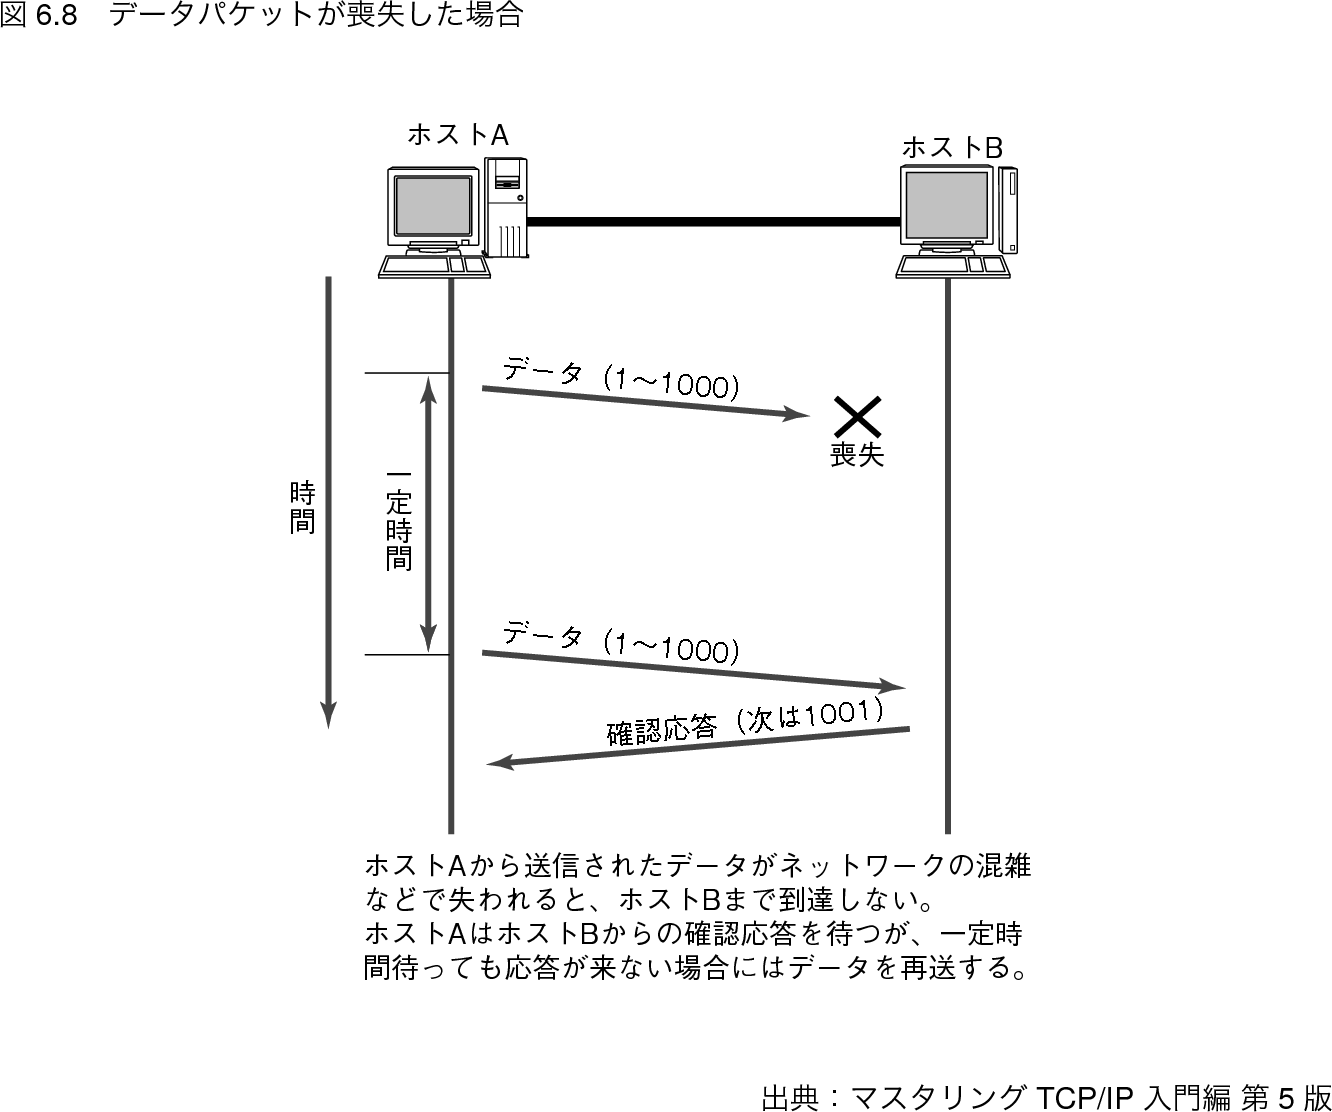 図 6.8　データパケットが喪失した場合
ホストA
ホストB
データ（1～1000）
喪失
時間
一定時間
データ（1～1000）
確認応答（次は1001）
ホストAから送信されたデータがネットワークの混雑
などで失われると、ホストBまで到達しない。
ホストAはホストBからの確認応答を待つが、一定時
間待っても応答が来ない場合にはデータを再送する。
出典：マスタリング TCP/IP 入門編 第 5 版